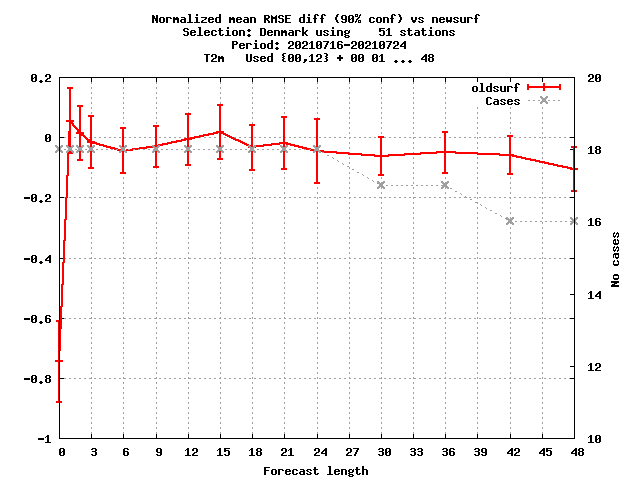 Normalized mean RMSE diff (90% conf) vs newsurf
Selection: Denmark using    51 stations
Period: 20210716-20210724
T2m   Used {00,12} + 00 01 ... 48
oldsurf
Cases
0.2
0
-0.2
-0.4
-0.6
-0.8
-1
20
18
16
14
12
10
No cases
0 3 6 9 12 15 18 21 24 27 30 33 36 39 42 45 48
Forecast length